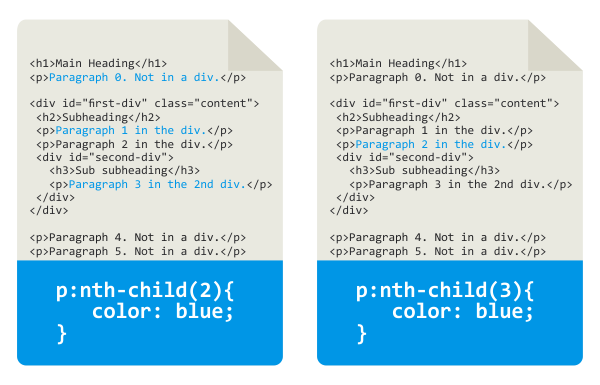 <h1>Main Heading</h1>
<p>Paragraph 0. Not in a div.</p>
<div id="first-div" class="content">
<h2>Subheading</h2>
<p>Paragraph 1 in the div.</p>
<p>Paragraph 2 in the div.</p>
<div id="second-div">
<h3>Sub subheading</h3>
<p>Paragraph 3 in the 2nd div.</p>
</div>
</div>
<p>Paragraph 4. Not in a div.</p>
<p>Paragraph 5. Not in a div.</p>
p:nth-child(2){
color: blue;
}
<h1>Main Heading</h1>
<p>Paragraph 0. Not in a div.</p>
<div id="first-div" class="content">
<h2>Subheading</h2>
<p>Paragraph 1 in the div.</p>
<p>Paragraph 2 in the div.</p>
<div id="second-div">
<h3>Sub subheading</h3>
<p>Paragraph 3 in the 2nd div.</p>
</div>
</div>
<p>Paragraph 4. Not in a div.</p>
<p>Paragraph 5. Not in a div.</p>
p:nth-child(3){
color: blue;
}